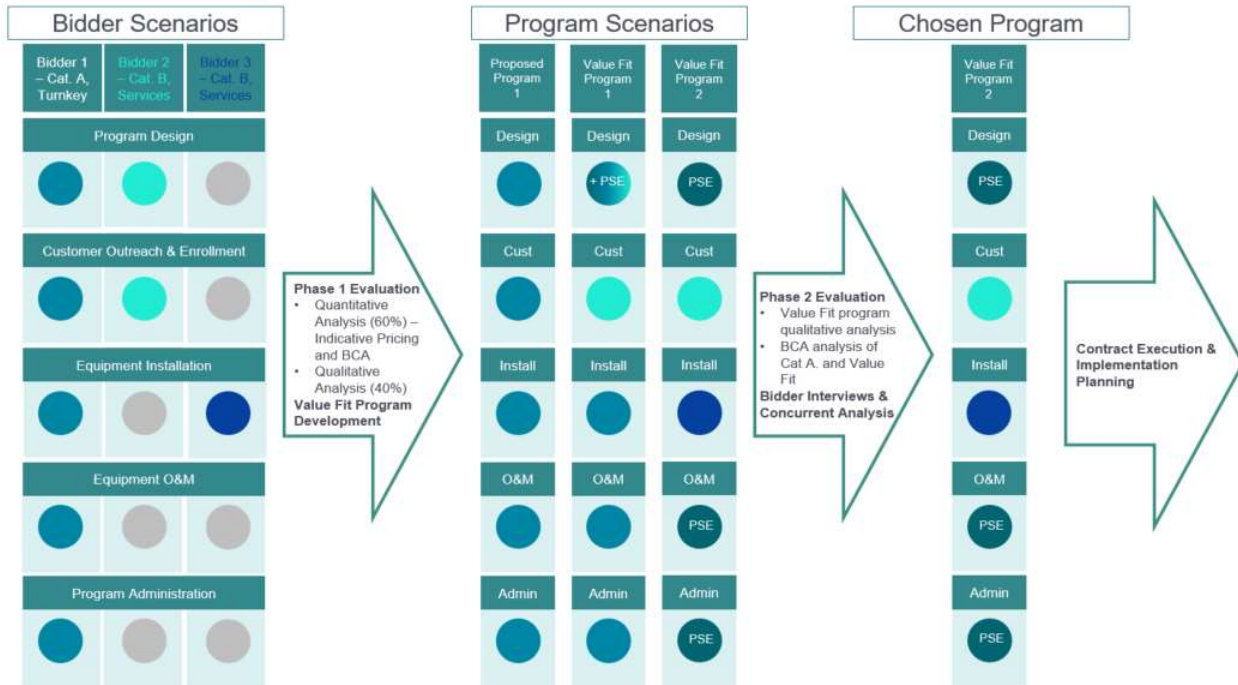 Bidder Scenarios
Bidder 1
– Cat. A,
Turnkey
Bidder 2
– Cat. B,
Services
Bidder 3
– Cat. B,
Services
Program Design
Customer Outreach & Enrollment
Equipment Installation
Equipment O&M
Program Administration
Phase 1 Evaluation
• Quantitative
Analysis (60%) –
Indicative Pricing
and BCA
• Qualitative
Analysis (40%)
Value Fit Program
Development
Program Scenarios
Proposed
Program
1
Value Fit
Program
1
Value Fit
Program
2
Design
Design
Design
+ PSE
PSE
Cust
Cust
Cust
Install
Install
Install
O&M
O&M
O&M
PSE
Admin
Admin
Admin
PSE
Phase 2 Evaluation
• Value Fit program
qualitative analysis
• BCA analysis of
Cat A. and Value
Fit
Bidder Interviews &
Concurrent Analysis
Chosen Program
Value Fit
Program
2
Design
PSE
Cust
Install
O&M
PSE
Admin
PSE
Contract Execution &
Implementation
Planning